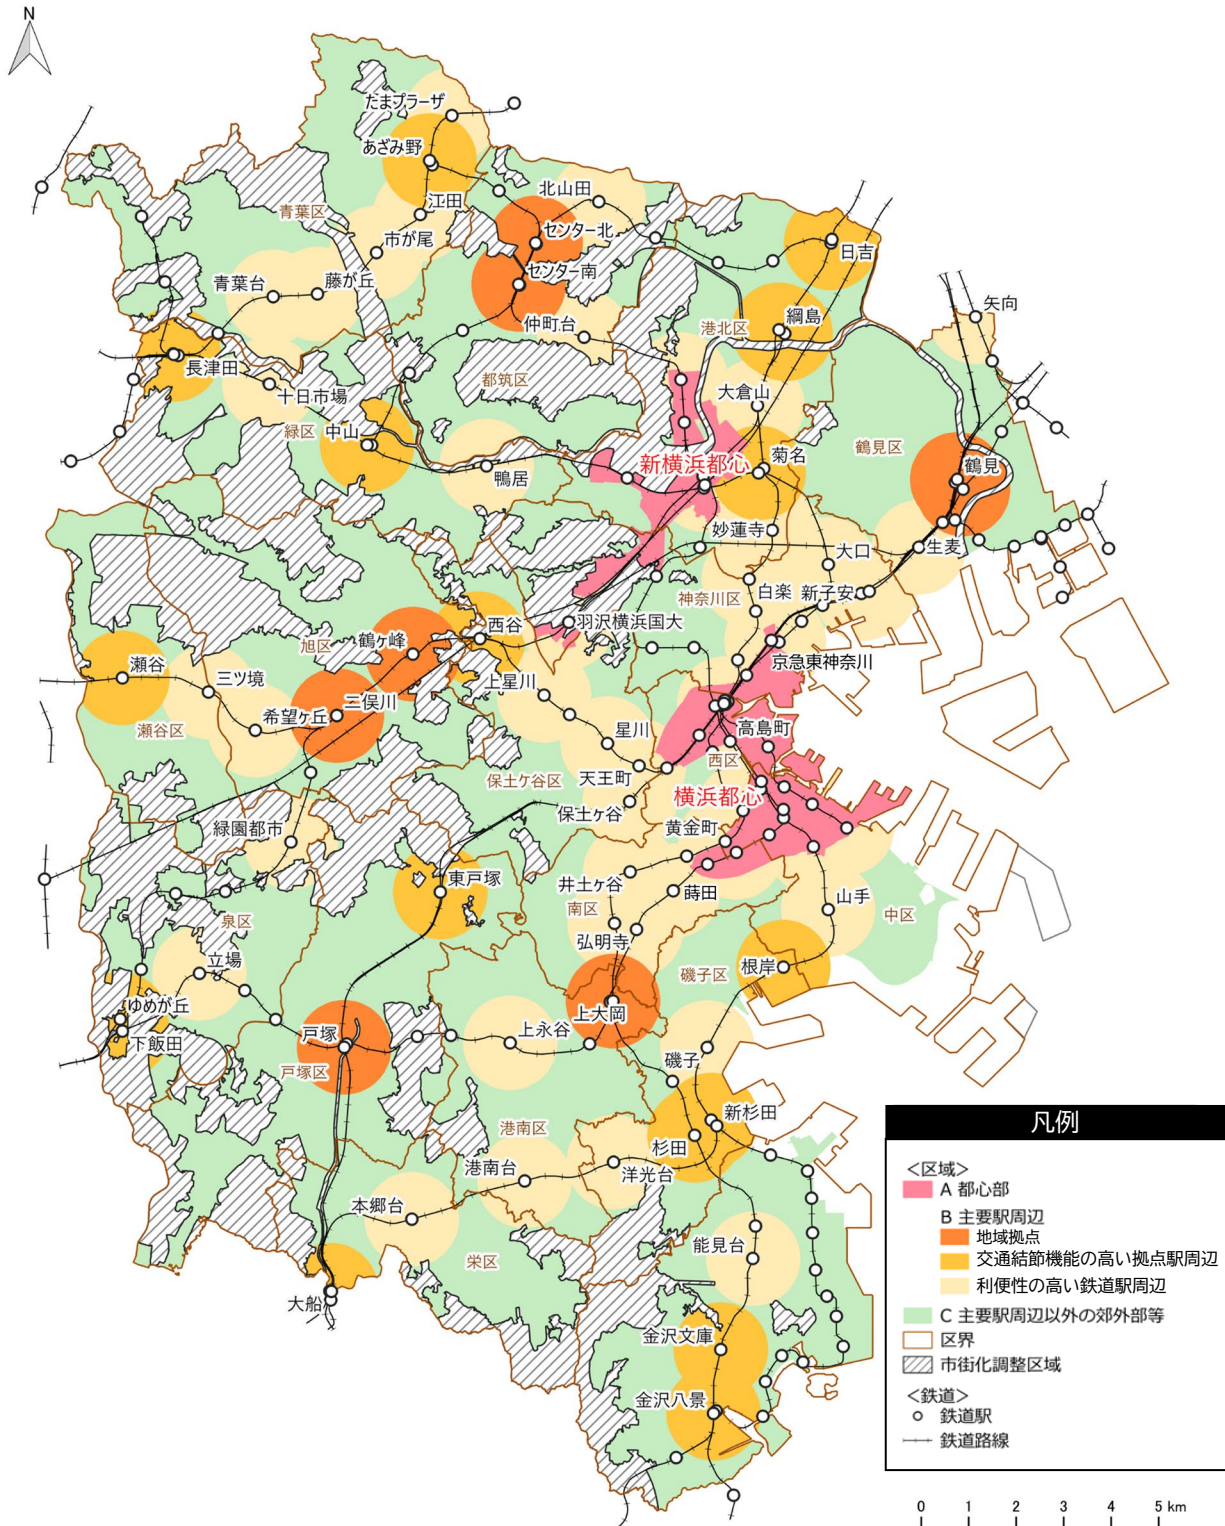 N
たまプラーザ
あざみ野
江田
北山田
青葉区
市が尾
センター北
日吉
センター南
青葉台
藤が丘
矢向
仲町台
港北区
綱島
長津田
都筑区
大倉山
十日市場
緑区
中山
菊名
鶴見区
鶴見
新横浜都心
鴨居
妙蓮寺
大口
生麦
神奈川区
白楽
新子安
羽沢横浜国大
西谷
鶴ヶ峰
旭区
京急東神奈川
瀬谷
三ツ境
上星川
三俣川
希望ヶ丘
高島町
瀬谷区
星川
西区
保土ケ谷区
天王町
横浜都心
保土ヶ谷
緑園都市
黄金町
井土ヶ谷
東戸塚
蒔田
山手
南区
中区
泉区
弘明寺
立場
磯子区
根岸
ゆめが丘
上大岡
戸塚
上永谷
下飯田
磯子
戸塚区
新杉田
港南区
杉田
港南台
洋光台
本郷台
能見台
栄区
大船
金沢文庫
金沢八景
凡例
＜区域＞
A 都心部
B 主要駅周辺
地域拠点
交通結節機能の高い拠点駅周辺
利便性の高い鉄道駅周辺
C 主要駅周辺以外の郊外部等
区界
市街化調整区域
＜鉄道＞
鉄道駅
鉄道路線
0 1 2 3 4 5 km